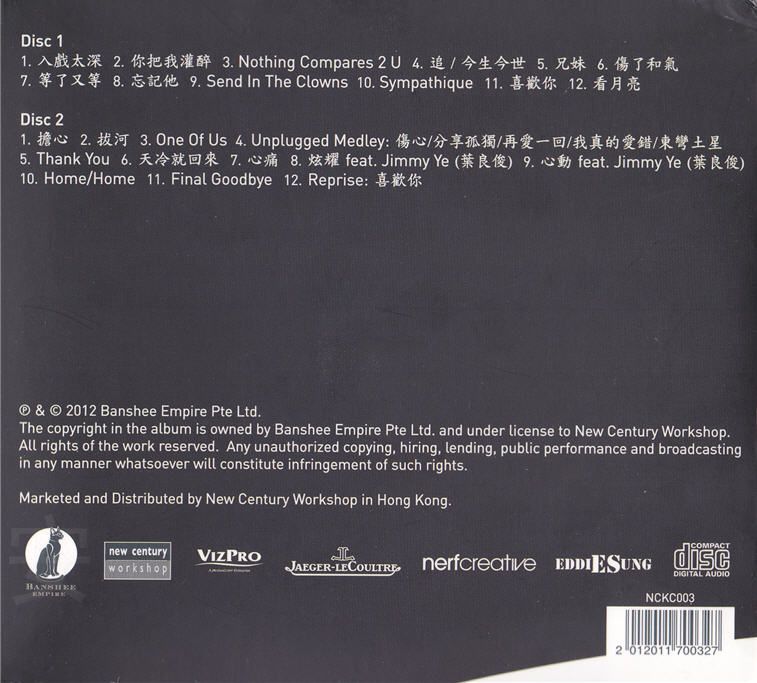 Disc 1
1. 入戲太深 2. 你把我灌醉 3. Nothing Compares 2 U 4. 追 / 今生今世 5. 兄妹 6. 傷了和氣
7. 等了又等 8. 忘記他 9. Send In The Clowns 10. Sympathique 11. 喜歡你 12. 看月亮
Disc 2
1. 擔心 2. 拔河 3. One Of Us 4. Unplugged Medley: 傷心/分享孤獨/再愛一回/我真的愛錯/東彎土星
5. Thank You 6. 天冷就回來 7. 心痛 8. 炫耀 feat. Jimmy Ye (葉良俊) 9. 心動 feat. Jimmy Ye (葉良俊)
10. Home/Home 11. Final Goodbye 12. Reprise: 喜歡你
℗ & © 2012 Banshee Empire Pte Ltd.
The copyright in the album is owned by Banshee Empire Pte Ltd. and under license to New Century Workshop.
All rights of the work reserved. Any unauthorized copying, hiring, lending, public performance and broadcasting
in any manner whatsoever will constitute infringement of such rights.
Marketed and Distributed by New Century Workshop in Hong Kong.
BANSHEE
EMPIRE
new century
workshop
VIZPRO
JAEGER-LECOULTRE
nerfcreative
EDDIESUNG
COMPACT
disc
DIGITAL AUDIO
NCKC003
2 012011 700327